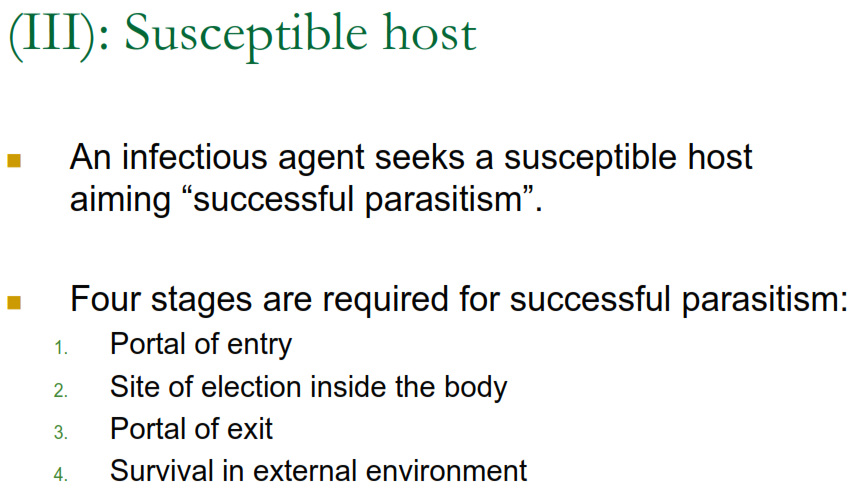 (III): Susceptible host
■ An infectious agent seeks a susceptible host
aiming “successful parasitism”.
■ Four stages are required for successful parasitism:
1. Portal of entry
2. Site of election inside the body
3. Portal of exit
4. Survival in external environment